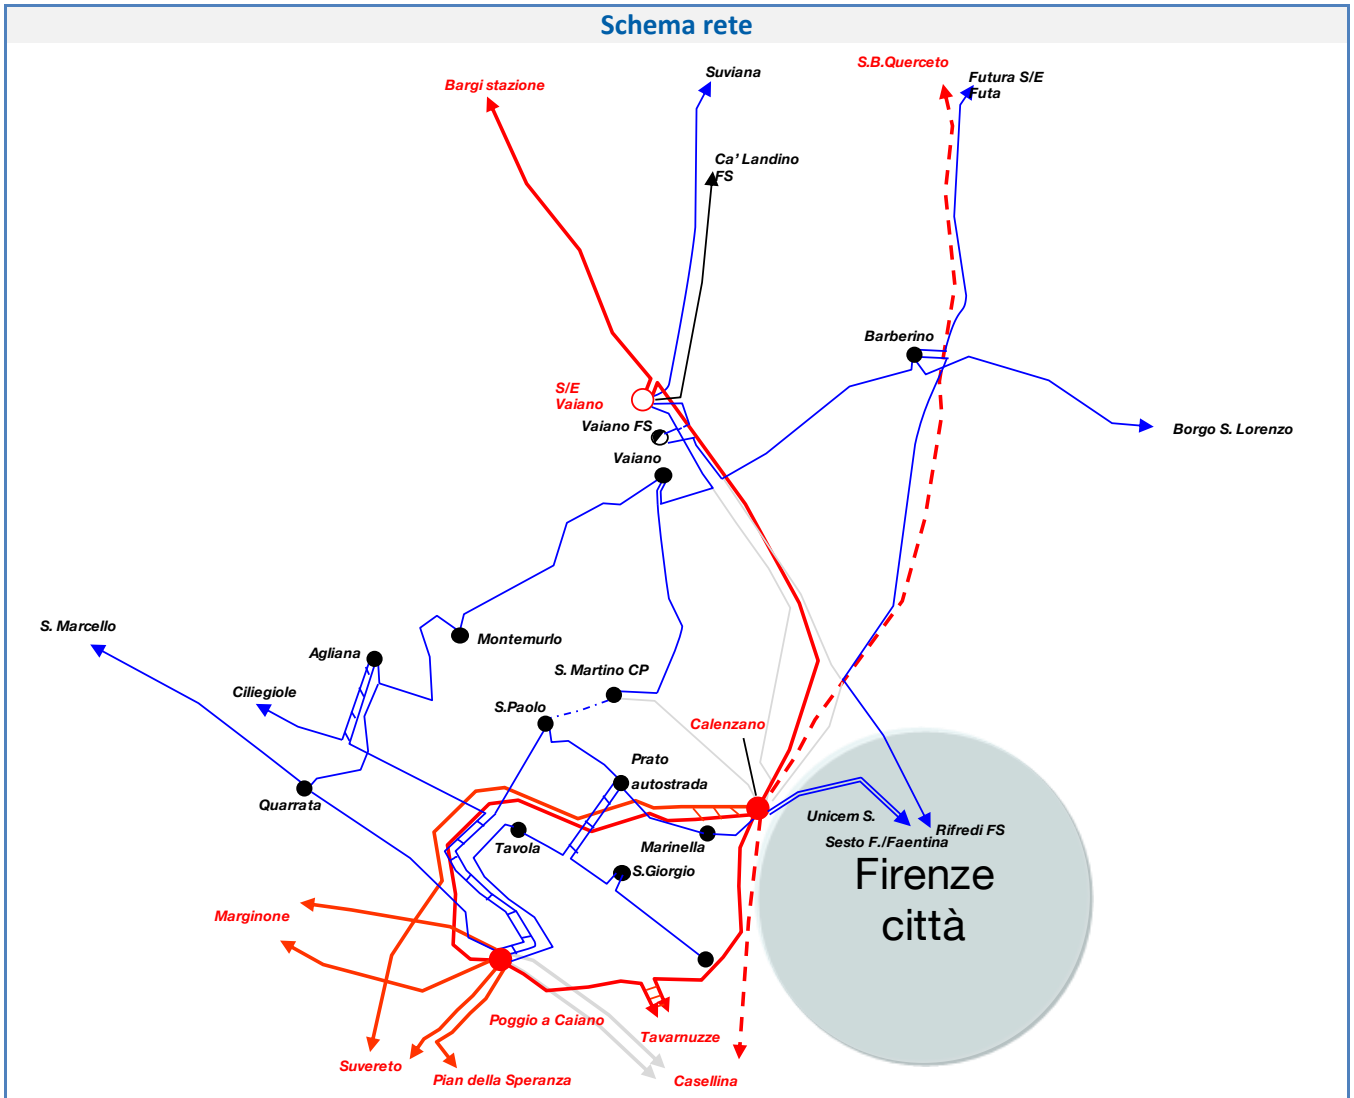 Schema rete
S.B.Querceto
Suviana
Futura S/E
Futa
Bargi stazione
Ca' Landino
FS
Barberino
S/E
Vaiano
Vaiano FS
Borgo S. Lorenzo
Vaiano
S. Marcello
Montemurlo
Agliana
S. Martino CP
Ciliegiole
S.Paolo
Calenzano
Prato
autostrada
Quarrata
Unicem S.
Rifredi FS
Sesto F./Faentina
Marinella
Tavola
S.Giorgio
Firenze
città
Marginone
Poggio a Caiano
Tavarnuzze
Suvereto
Pian della Speranza
Casellina